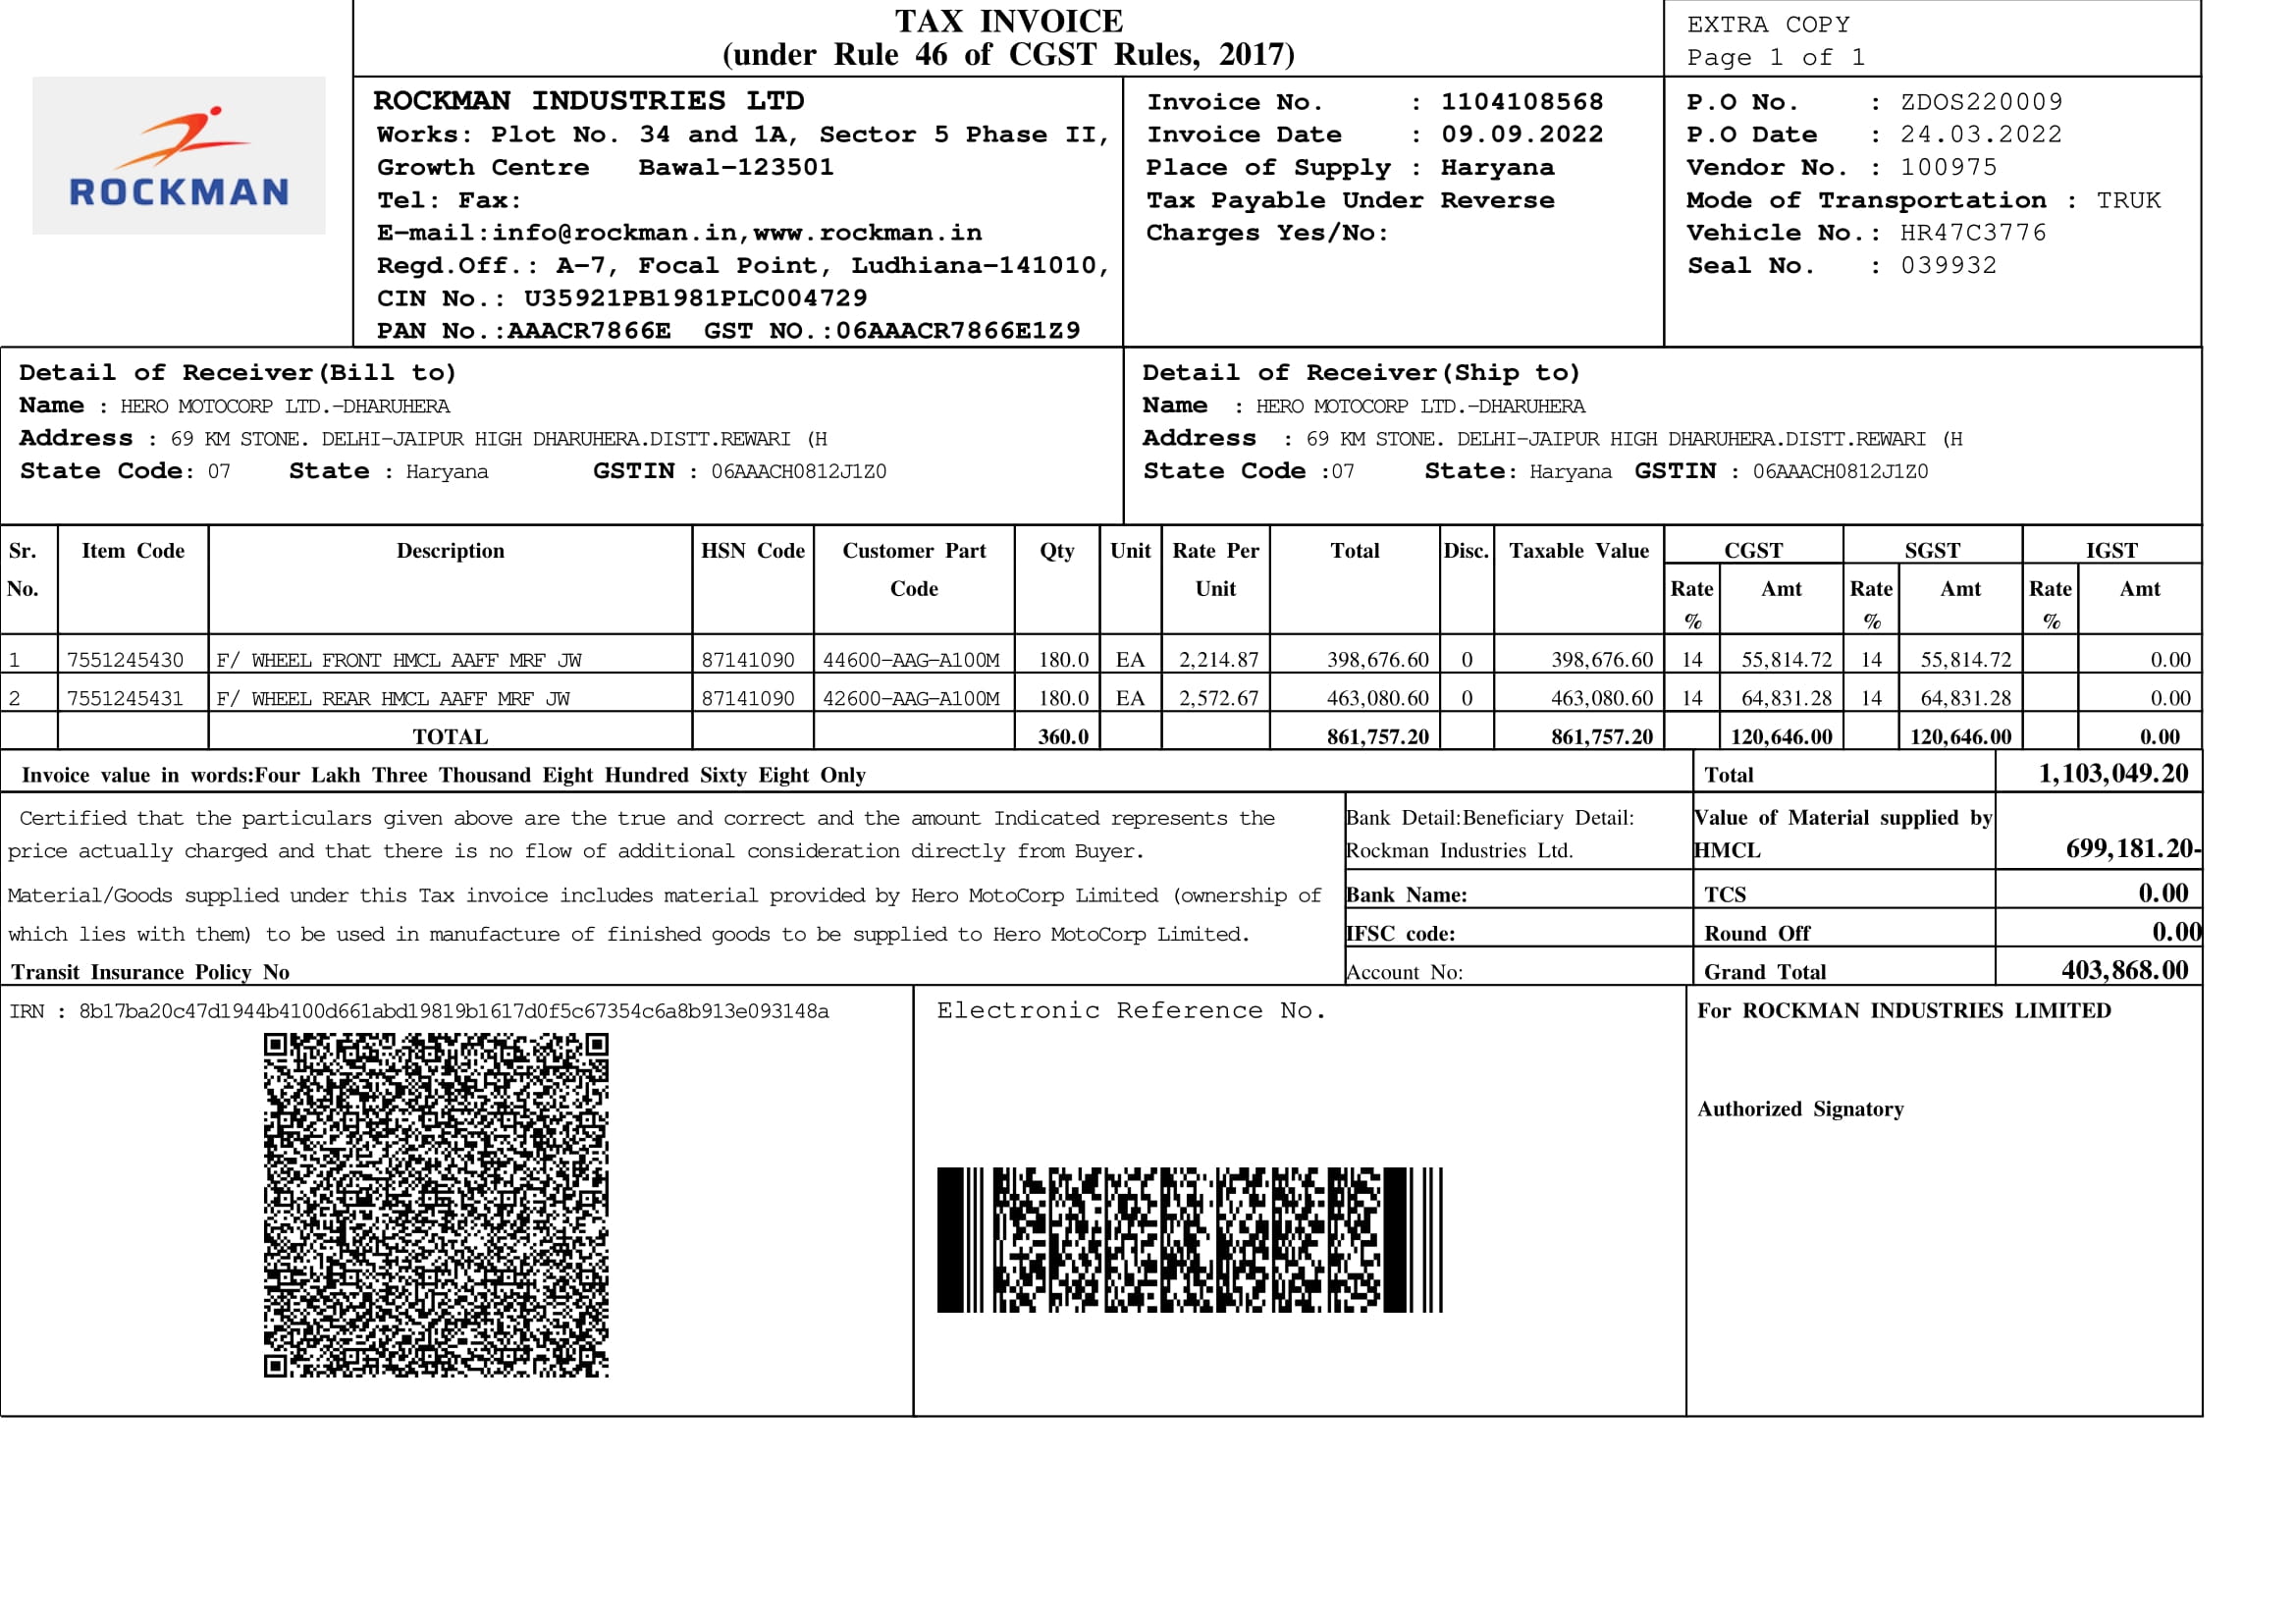 TAX INVOICE
(under Rule 46 of CGST Rules, 2017)
EXTRA COPY
Page 1 of 1
ROCKMAN
ROCKMAN INDUSTRIES LTD
Works: Plot No. 34 and 1A, Sector 5 Phase II,
Growth Centre Bawal-123501
Tel: Fax:
E-mail:info@rockman.in,www.rockman.in
Regd.Off.: A-7, Focal Point, Ludhiana-141010,
CIN No.: U35921PB1981PLC004729
PAN No.:AAACR7866E GST NO.:06AAACR7866E1Z9
Invoice No. : 1104108568
Invoice Date : 09.09.2022
Place of Supply : Haryana
Tax Payable Under Reverse
Charges Yes/No:
P.O No. : ZDOS220009
P.O Date : 24.03.2022
Vendor No. : 100975
Mode of Transportation : TRUK
Vehicle No.: HR47C3776
Seal No. : 039932
Detail of Receiver(Bill to)
Name : HERO MOTOCORP LTD.-DHARUHERA
Address : 69 KM STONE. DELHI-JAIPUR HIGH DHARUHERA.DISTT.REWARI (H
State Code: 07 State : Haryana GSTIN : 06AAACH0812J1Z0
Detail of Receiver(Ship to)
Name : HERO MOTOCORP LTD.-DHARUHERA
Address : 69 KM STONE. DELHI-JAIPUR HIGH DHARUHERA.DISTT.REWARI (H
State Code :07 State: Haryana GSTIN : 06AAACH0812J1Z0
Sr. Item Code Description HSN Code Customer Part Qty Unit Rate Per Total Disc. Taxable Value CGST SGST IGST
No. Code Unit Rate Amt Rate Amt Rate Amt
% % %
1 7551245430 F/ WHEEL FRONT HMCL AAFF MRF JW 87141090 44600-AAG-A100M 180.0 EA 2,214.87 398,676.60 0 398,676.60 14 55,814.72 14 55,814.72 0.00
2 7551245431 F/ WHEEL REAR HMCL AAFF MRF JW 87141090 42600-AAG-A100M 180.0 EA 2,572.67 463,080.60 0 463,080.60 14 64,831.28 14 64,831.28 0.00
TOTAL 360.0 861,757.20 861,757.20 120,646.00 120,646.00 0.00
Invoice value in words:Four Lakh Three Thousand Eight Hundred Sixty Eight Only
Total 1,103,049.20
Certified that the particulars given above are the true and correct and the amount Indicated represents the
price actually charged and that there is no flow of additional consideration directly from Buyer.
Material/Goods supplied under this Tax invoice includes material provided by Hero MotoCorp Limited (ownership of
which lies with them) to be used in manufacture of finished goods to be supplied to Hero MotoCorp Limited.
Transit Insurance Policy No
Bank Detail:Beneficiary Detail:
Rockman Industries Ltd.
Bank Name:
IFSC code:
Account No:
Value of Material supplied by
HMCL 699,181.20-
TCS 0.00
Round Off 0.00
Grand Total 403,868.00
IRN : 8b17ba20c47d1944b4100d661abd19819b1617d0f5c67354c6a8b913e093148a
Electronic Reference No.
For ROCKMAN INDUSTRIES LIMITED
Authorized Signatory